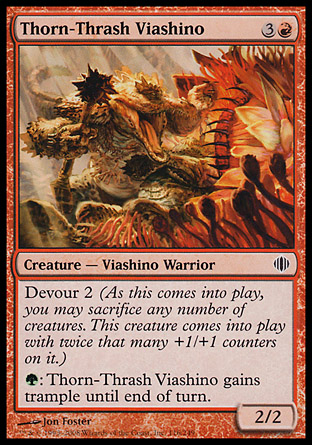 Thorn-Thrash Viashino 3
Creature — Viashino Warrior
Devour 2 (As this comes into play,
you may sacrifice any number of
creatures. This creature comes into play
with twice that many +1/+1 counters
on it.)
: Thorn-Thrash Viashino gains
trample until end of turn.
Jon Foster
2/2